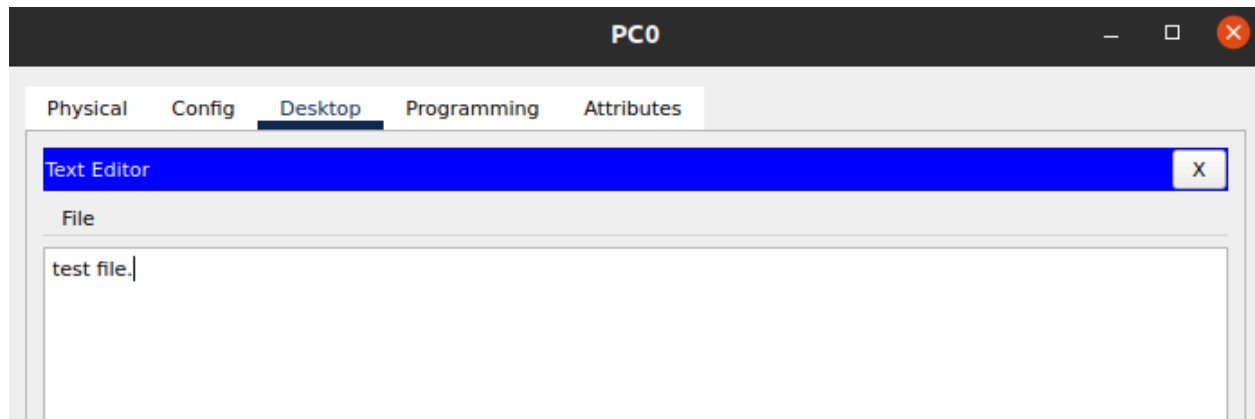 PC0
Physical Config Desktop Programming Attributes
Text Editor X
File
test file.